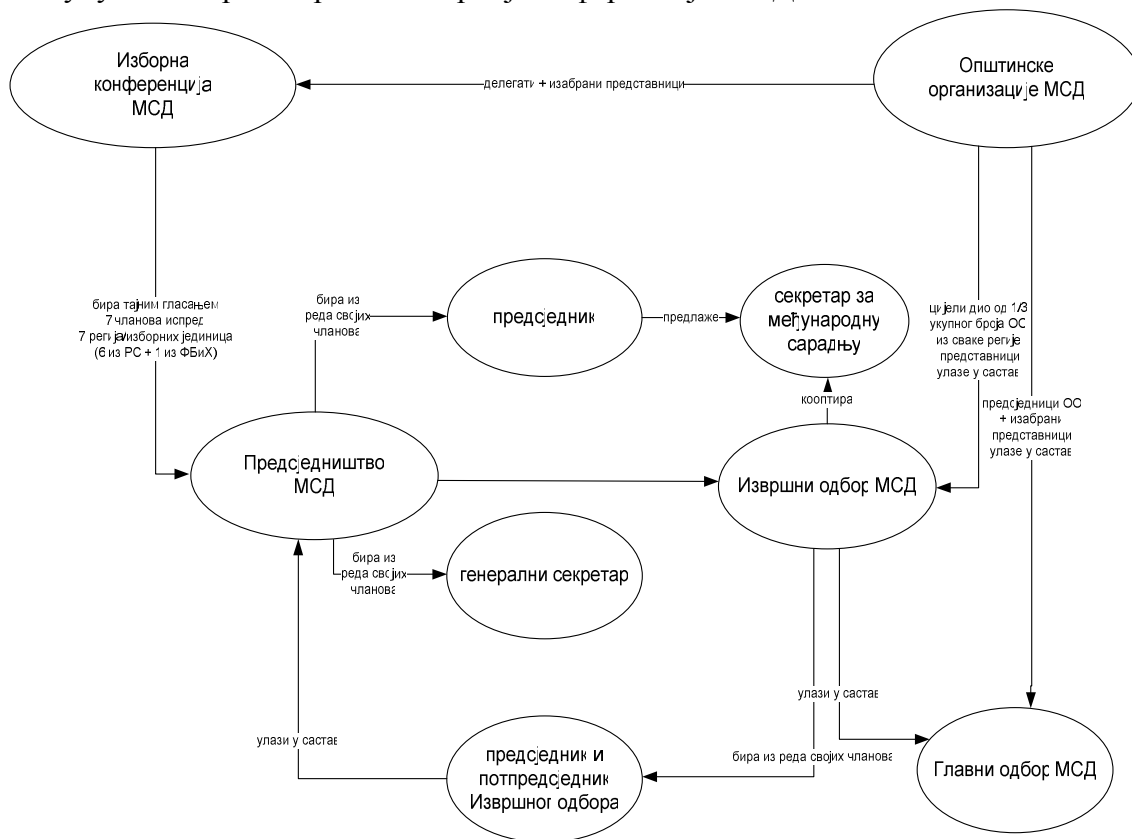 Изборна
конференција
МСД
делегати + изабрани представници
Општинске
организације МСД
бира тајним гласањем
7 чланова испред
7 регија/изборних јединица
(6 из РС + 1 из ФБиХ)
бира из
реда својих
чланова
предсједник
предлаже
секретар за
међународну
сарадњу
цијели дио од 1/3
укупног броја ОО
из сваке регије
представници
улазе у састав
кооптира
предсједници ОО
+ изабрани
представници
улазе у састав
Предсједништво
МСД
Извршни одбор МСД
бира из
реда својих
чланова
генерални секретар
улази у састав
улази у састав
бира из реда својих чланова
предсједник и
потпредсједник
Извршног одбора
Главни одбор МСД